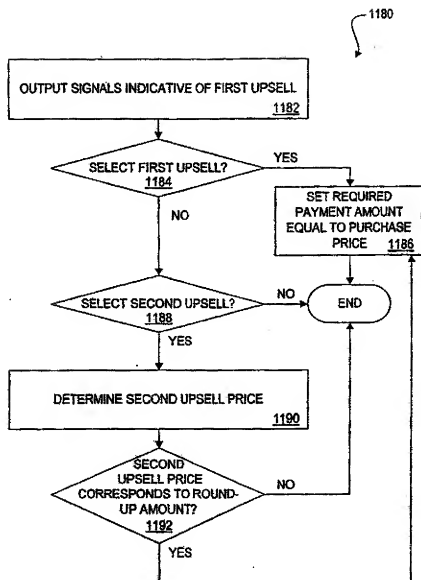 1180
OUTPUT SIGNALS INDICATIVE OF FIRST UPSELL
1182
SELECT FIRST UPSELL?
1184
YES
NO
SET REQUIRED
PAYMENT AMOUNT
EQUAL TO PURCHASE
PRICE 1186
SELECT SECOND UPSELL?
1188
NO
END
YES
DETERMINE SECOND UPSELL PRICE
1190
SECOND
UPSELL PRICE
CORRESPONDS TO ROUND-
UP AMOUNT?
1192
NO
YES